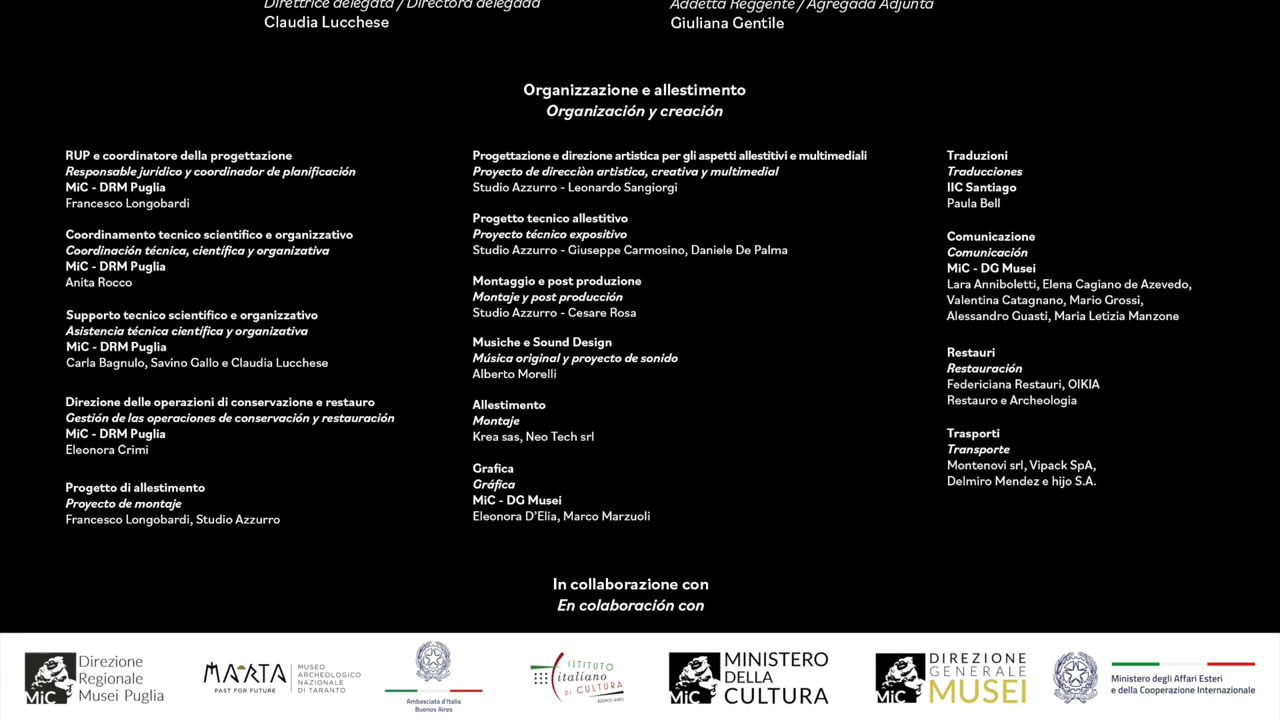 Direttrice delegata / Directora delegada
Claudia Lucchese
Addetta Reggente / Agregada Adjunta
Giuliana Gentile
Organizzazione e allestimento
Organización y creación
RUP e coordinatore della progettazione
Responsable jurídico y coordinador de planificación
MiC - DRM Puglia
Francesco Longobardi
Coordinamento tecnico scientifico e organizzativo
Coordinación técnica, científica y organizativa
MiC - DRM Puglia
Anita Rocco
Supporto tecnico scientifico e organizzativo
Asistencia técnica científica y organizativa
MiC - DRM Puglia
Carla Bagnulo, Savino Gallo e Claudia Lucchese
Direzione delle operazioni di conservazione e restauro
Gestión de las operaciones de conservación y restauración
MiC - DRM Puglia
Eleonora Crimi
Progetto di allestimento
Proyecto de montaje
Francesco Longobardi, Studio Azzurro
Progettazione e direzione artistica per gli aspetti allestitivi e multimediali
Proyecto de direcciòn artistica, creativa y multimedial
Studio Azzurro - Leonardo Sangiorgi
Progetto tecnico allestitivo
Proyecto técnico expositivo
Studio Azzurro - Giuseppe Carmosino, Daniele De Palma
Montaggio e post produzione
Montaje y post producción
Studio Azzurro - Cesare Rosa
Musiche e Sound Design
Música original y proyecto de sonido
Alberto Morelli
Allestimento
Montaje
Krea sas, Neo Tech srl
Grafica
Gráfica
MiC - DG Musei
Eleonora D'Elia, Marco Marzuoli
Traduzioni
Traducciones
IIC Santiago
Paula Bell
Comunicazione
Comunicación
MiC - DG Musei
Lara Anniboletti, Elena Cagiano de Azevedo,
Valentina Catagnano, Mario Grossi,
Alessandro Guasti, Maria Letizia Manzone
Restauri
Restauración
Federiciana Restauri, OIKIA
Restauro e Archeologia
Trasporti
Transporte
Montenovi srl, Vipack SpA,
Delmiro Mendez e hijo S.A.
In collaborazione con
En colaboración con
MiC
Direzione
Regionale
Musei Puglia
MARTA
PAST FOR FUTURE
MUSEO
ARCHEOLOGICO
NAZIONALE
DI TARANTO
Ambasciata d'Italia
Buenos Aires
ISTITUTO
italiano
DI CULTURA
BUENOS AIRES
MiC
MINISTERO
DELLA
CULTURA
MiC
DIREZIONE
GENERALE
MUSEI
Ministero degli Affari Esteri
e della Cooperazione Internazionale